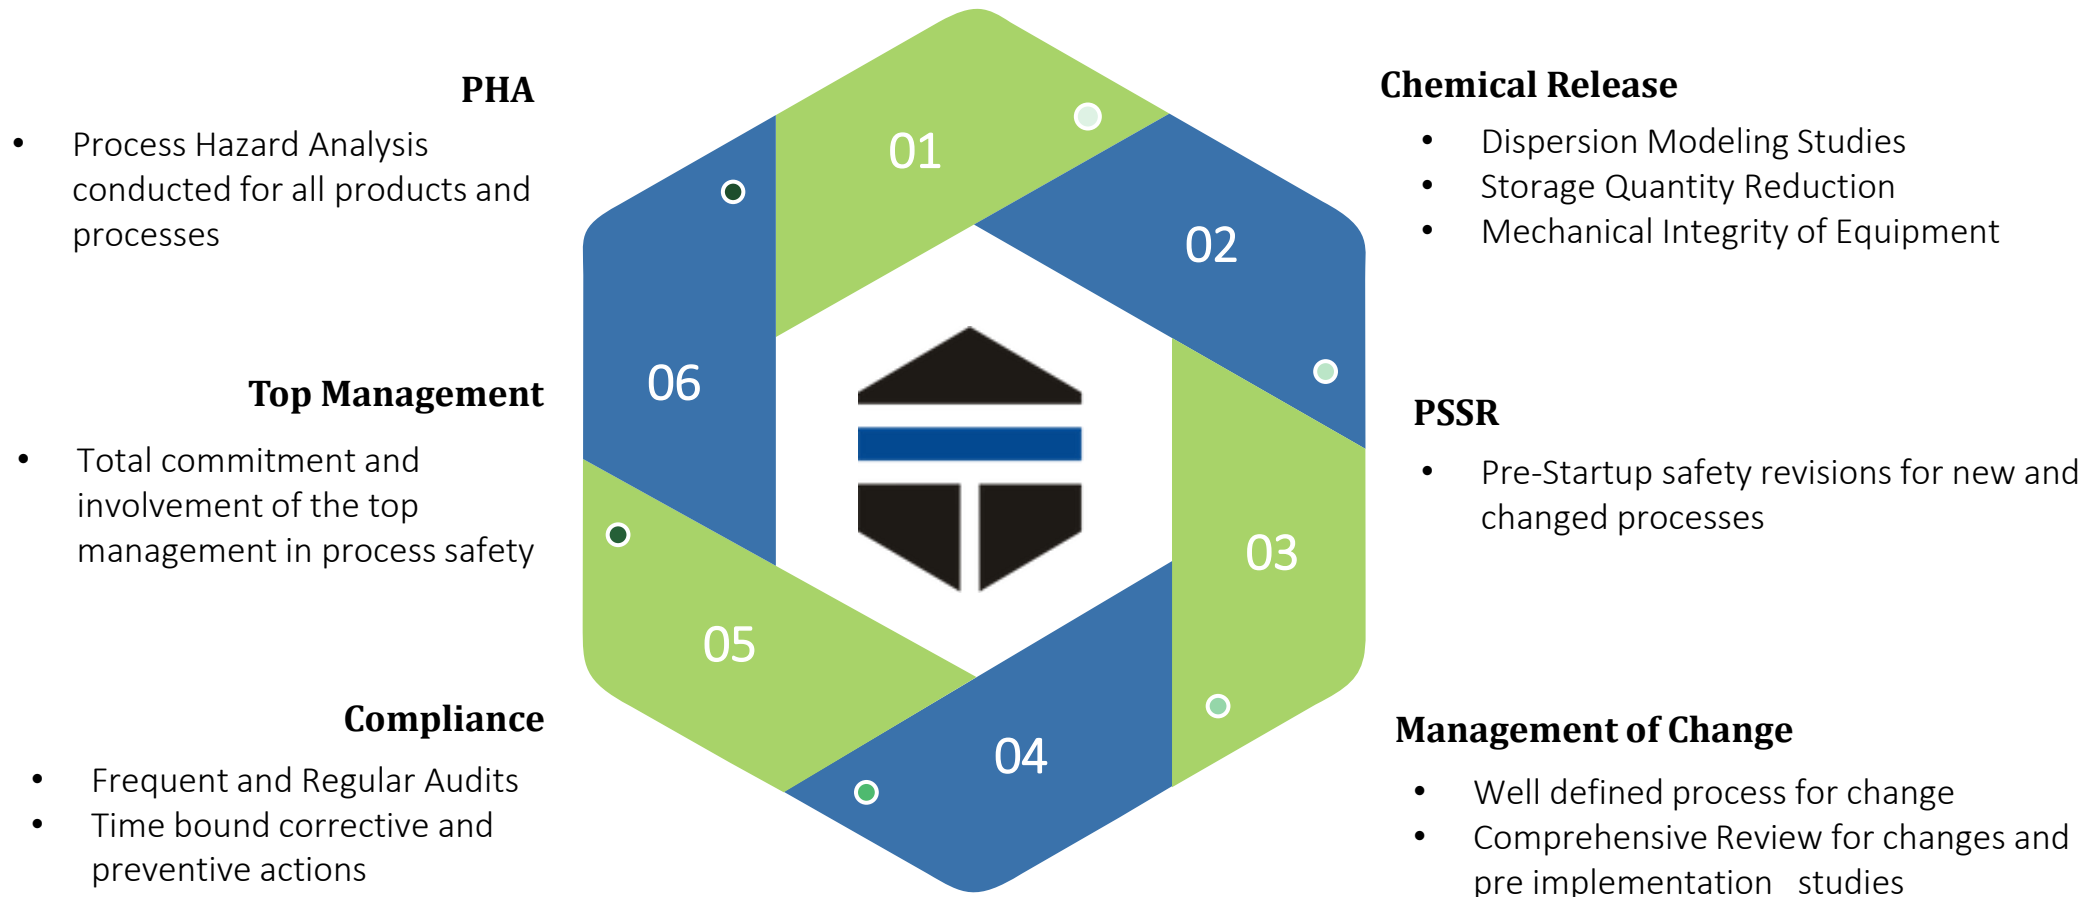 PHA
• Process Hazard Analysis
conducted for all products and
processes
Top Management
• Total commitment and
involvement of the top
management in process safety
Compliance
• Frequent and Regular Audits
• Time bound corrective and
preventive actions
01
02
03
04
05
06
Chemical Release
• Dispersion Modeling Studies
• Storage Quantity Reduction
• Mechanical Integrity of Equipment
PSSR
• Pre-Startup safety revisions for new and
changed processes
Management of Change
• Well defined process for change
• Comprehensive Review for changes and
pre implementation studies